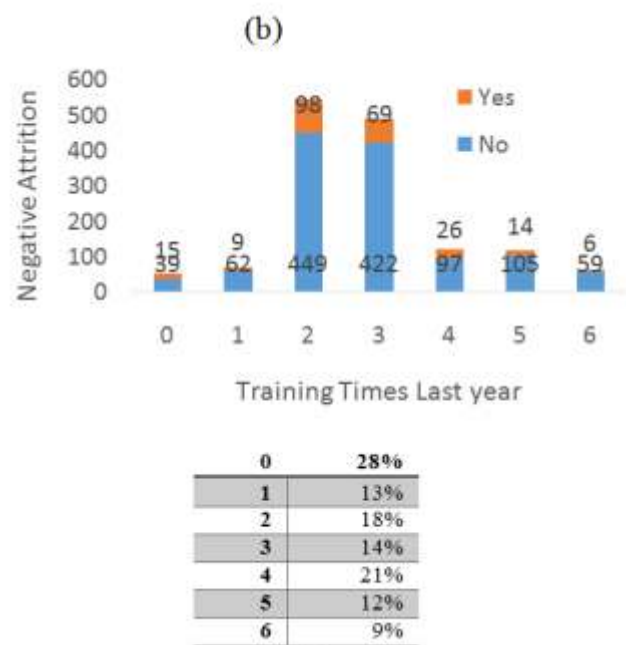 (b)
Negative Attrition
600
500
400
300
200
100
0
Yes
No
15 9 98 69 26 14 6
39 62 449 422 97 105 59
0 1 2 3 4 5 6
Training Times Last year
0 28%
1 13%
2 18%
3 14%
4 21%
5 12%
6 9%